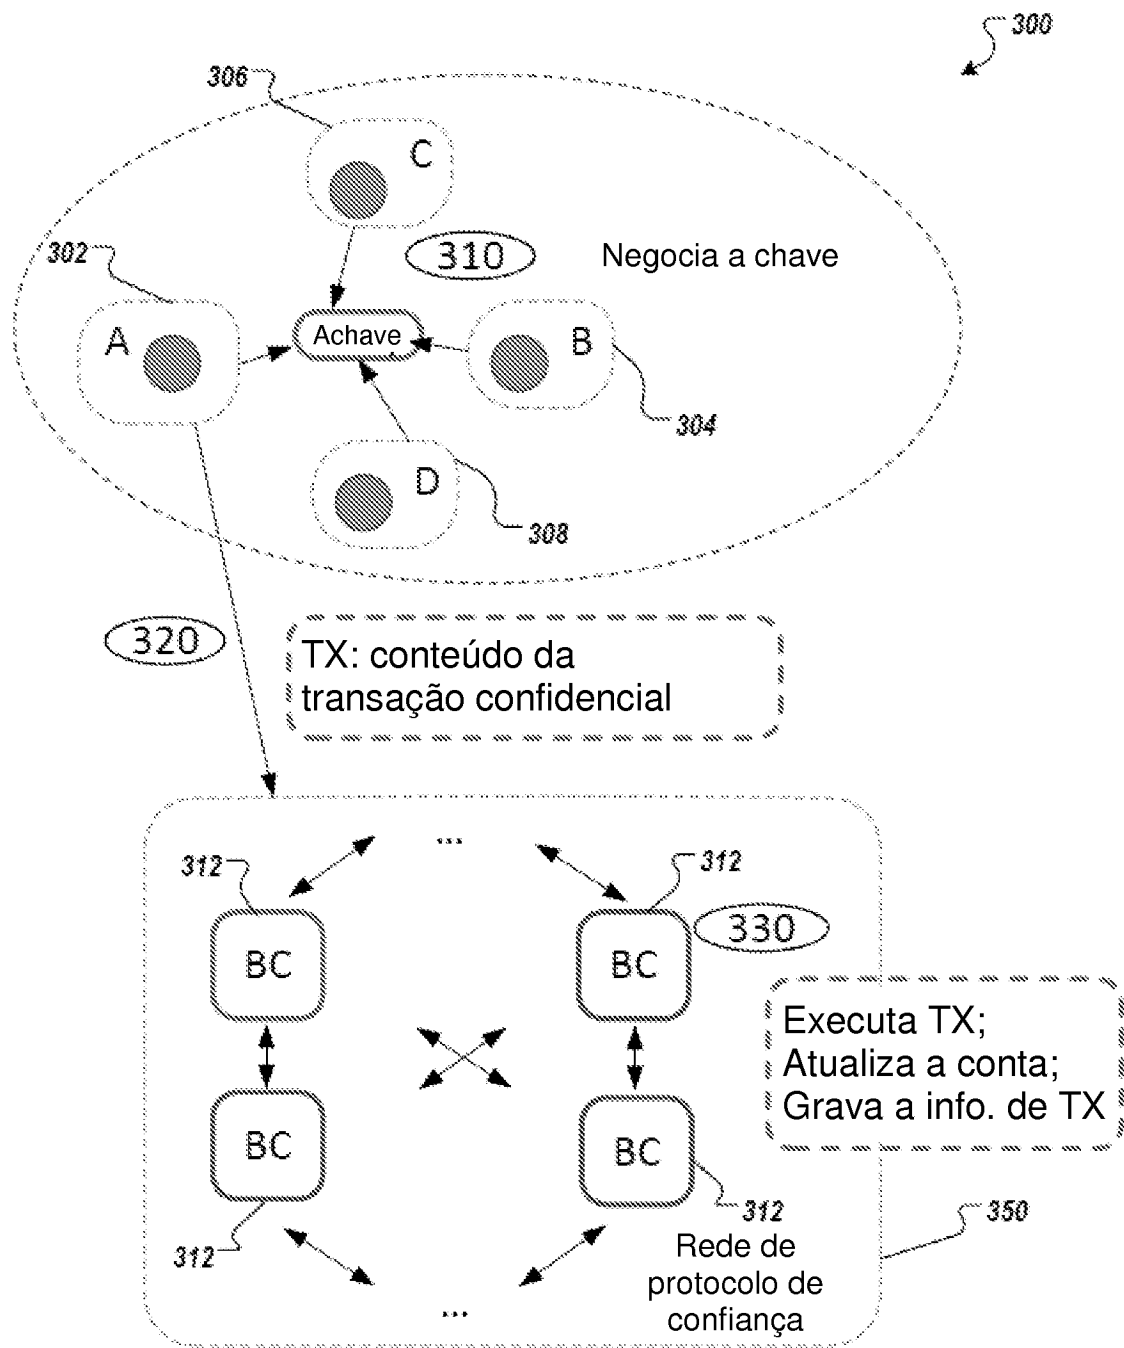 300
306
C
302
310
Negocia a chave
A
Achave
B
304
D
308
320
TX: conteúdo da
transação confidencial
...
312
312
330
BC
BC
Executa TX;
Atualiza a conta;
Grava a info. de TX
BC
BC
312
312
350
Rede de
protocolo de
confiança
...